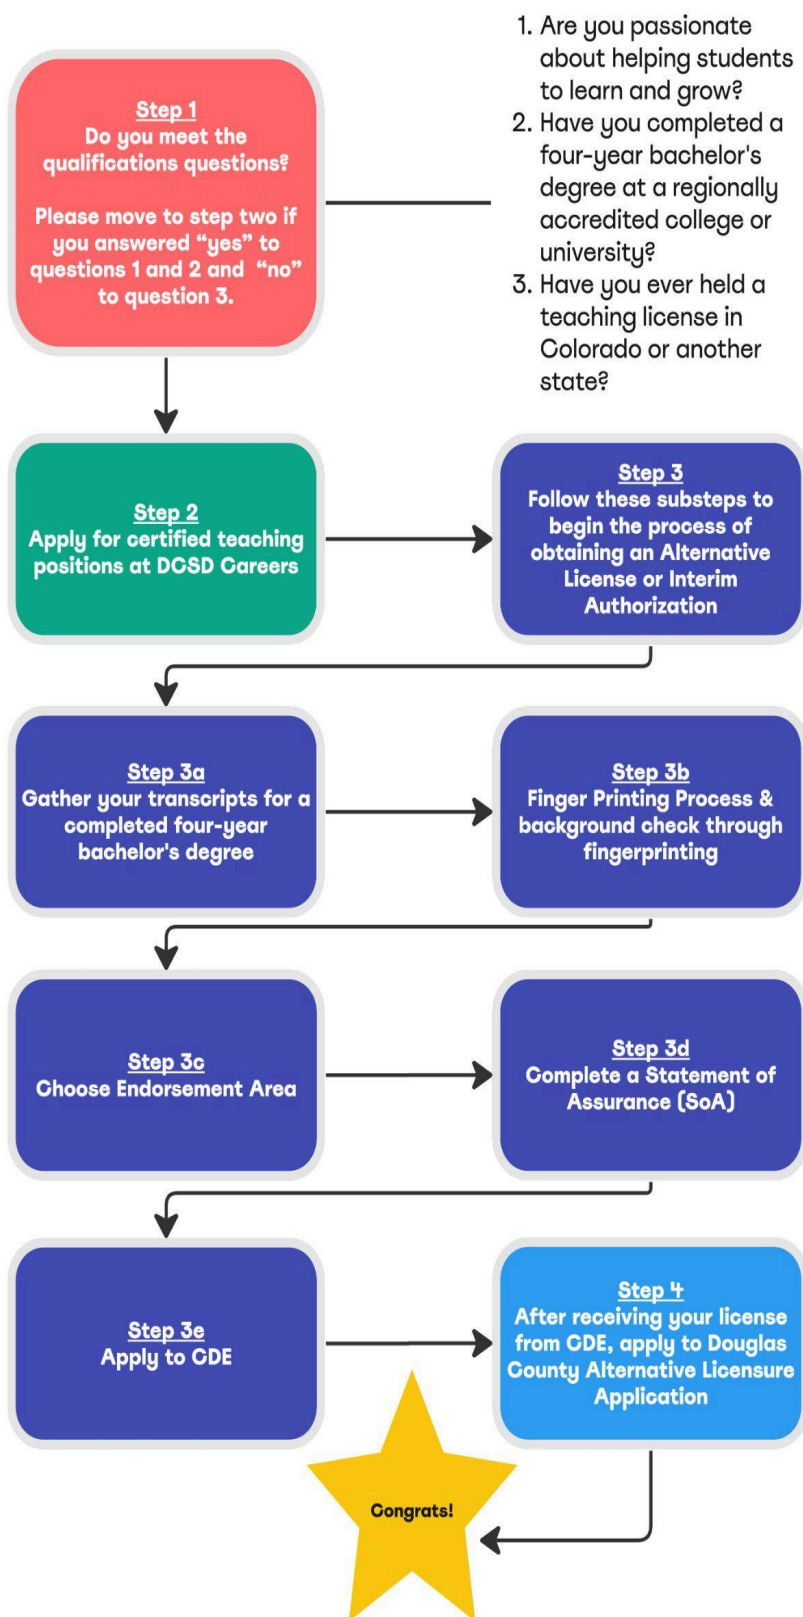 1. Are you passionate
about helping students
to learn and grow?
2. Have you completed a
four-year bachelor's
degree at a regionally
accredited college or
university?
3. Have you ever held a
teaching license in
Colorado or another
state?
Step 1
Do you meet the
qualifications questions?
Please move to step two if
you answered “yes” to
questions 1 and 2 and “no”
to question 3.
Step 2
Apply for certified teaching
positions at DCSD Careers
Step 3
Follow these substeps to
begin the process of
obtaining an Alternative
License or Interim
Authorization
Step 3a
Gather your transcripts for a
completed four-year
bachelor's degree
Step 3b
Finger Printing Process &
background check through
fingerprinting
Step 3c
Choose Endorsement Area
Step 3d
Complete a Statement of
Assurance (SoA)
Step 3e
Apply to CDE
Step 4
After receiving your license
from CDE, apply to Douglas
County Alternative Licensure
Application
Congrats!